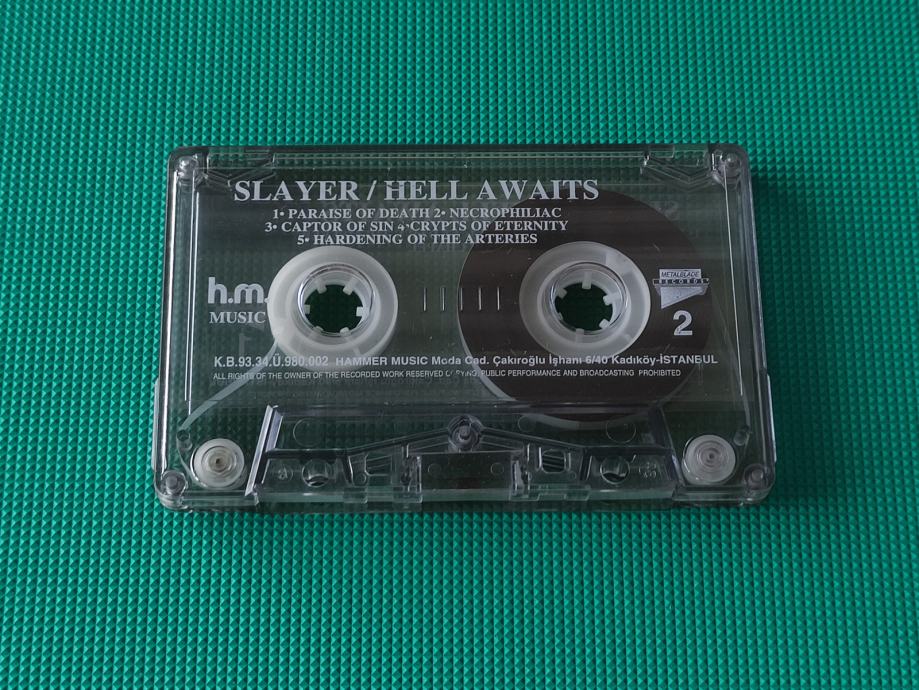 SLAYER / HELL AWAITS
1• PARAISE OF DEATH 2• NECROPHILIAC
3• CAPTOR OF SIN 4•CRYPTS OF ETERNITY
5• HARDENING OF THE ARTERIES
h.m.
MUSIC
METALBLADE
RECORDS
2
K.B.93.34.Ü.980.002 HAMMER MUSIC Moda Cad. Çakıroğlu İşhanı 6/40 Kadıköy-İSTANBUL
ALL RIGHTS OF THE OWNER OF THE RECORDED WORK RESERVED COPYING, PUBLIC PERFORMANCE AND BROADCASTING PROHIBITED